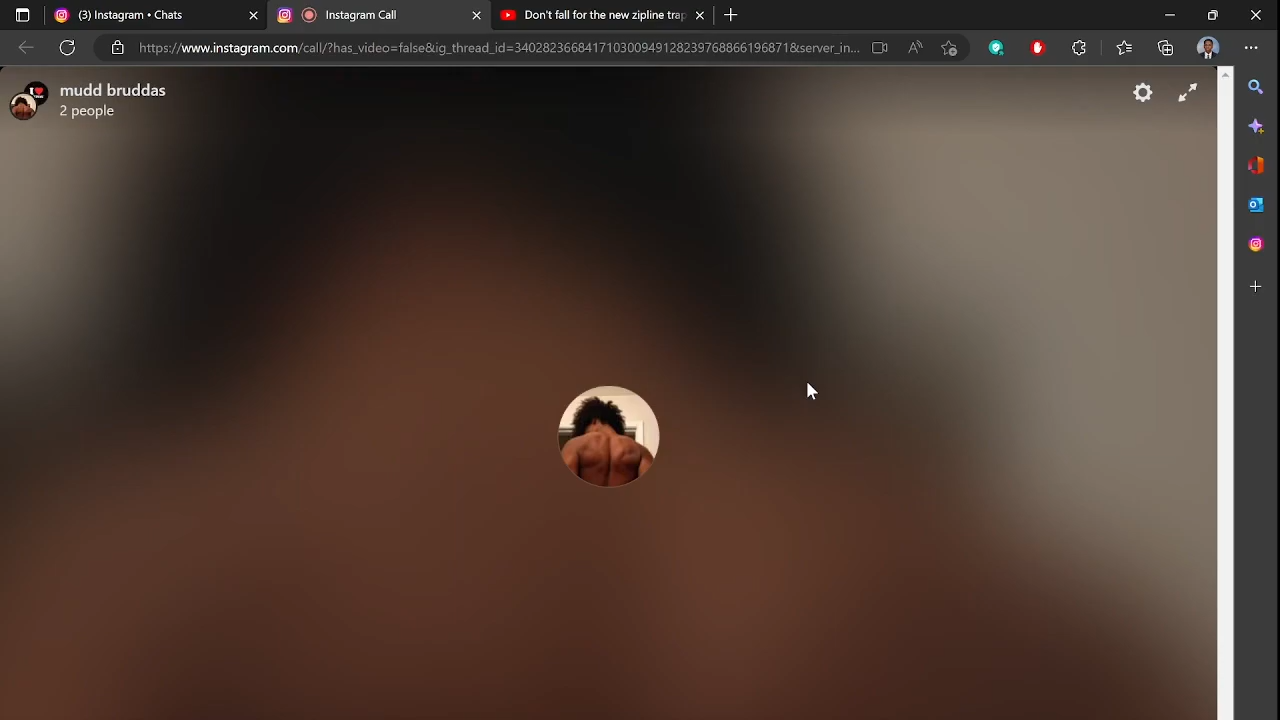 (3) Instagram • Chats
Instagram Call
Don't fall for the new zipline trap
https://www.instagram.com/call/?has_video=false&ig_thread_id=340282366841710300949128239768866196871&server_in...
mudd bruddas
2 people